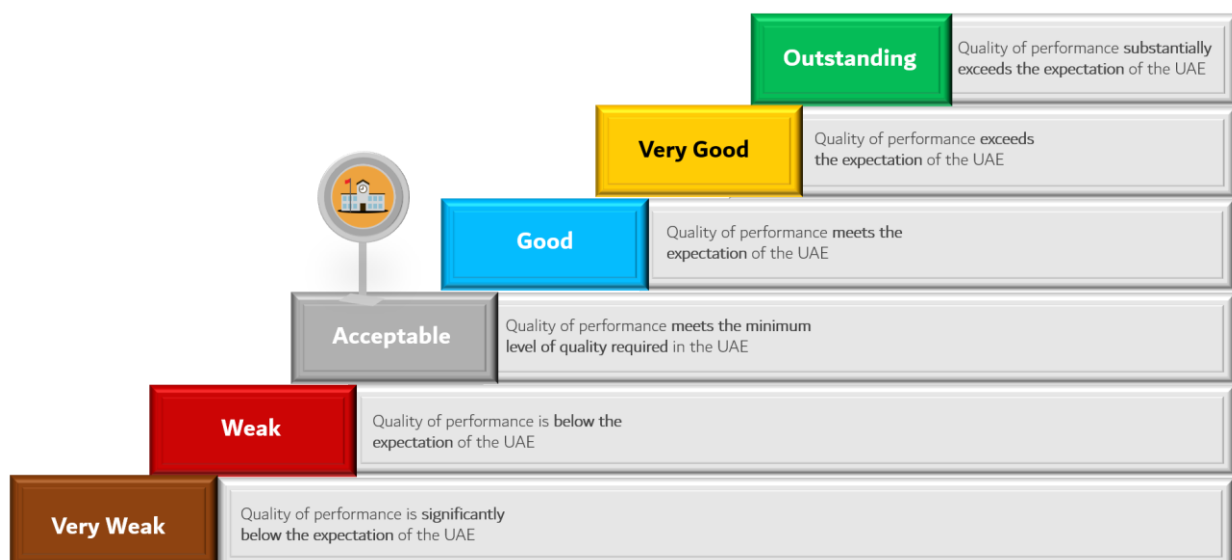 Outstanding
Quality of performance substantially
exceeds the expectation of the UAE
Very Good
Quality of performance exceeds
the expectation of the UAE
Good
Quality of performance meets the
expectation of the UAE
Acceptable
Quality of performance meets the minimum
level of quality required in the UAE
Weak
Quality of performance is below the
expectation of the UAE
Very Weak
Quality of performance is significantly
below the expectation of the UAE